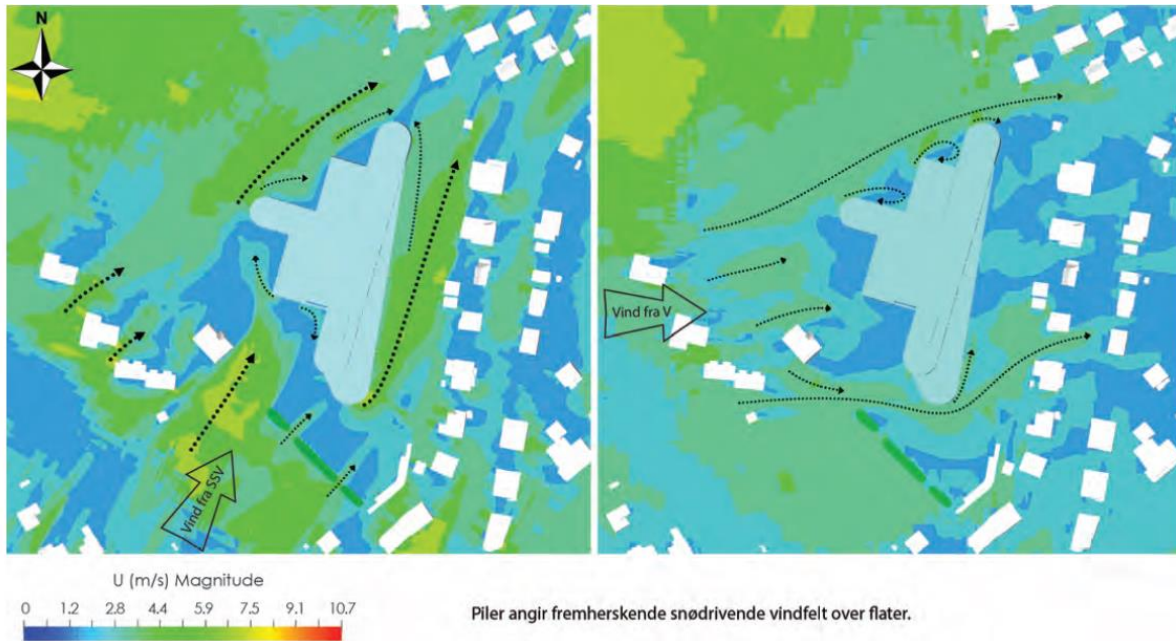 N
Vind fra SSV
Vind fra V
U (m/s) Magnitude
0 1.2 2.8 4.4 5.9 7.5 9.1 10.7
Piler angir fremherskende snødrivende vindfelt over flater.